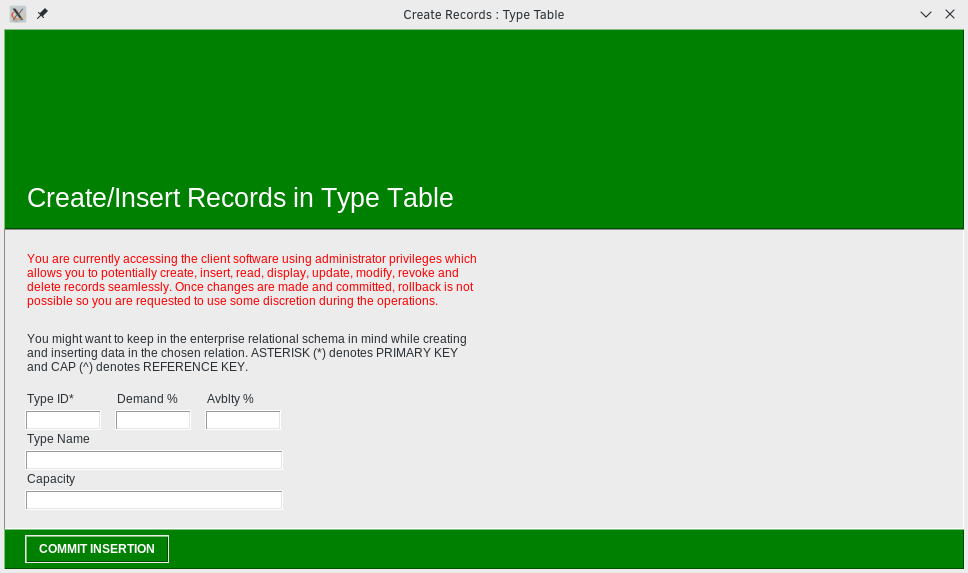 Create Records : Type Table
Create/Insert Records in Type Table
You are currently accessing the client software using administrator privileges which
allows you to potentially create, insert, read, display, update, modify, revoke and
delete records seamlessly. Once changes are made and committed, rollback is not
possible so you are requested to use some discretion during the operations.
You might want to keep in the enterprise relational schema in mind while creating
and inserting data in the chosen relation. ASTERISK (*) denotes PRIMARY KEY
and CAP (^) denotes REFERENCE KEY.
Type ID* Demand % Avblty %
Type Name
Capacity
COMMIT INSERTION